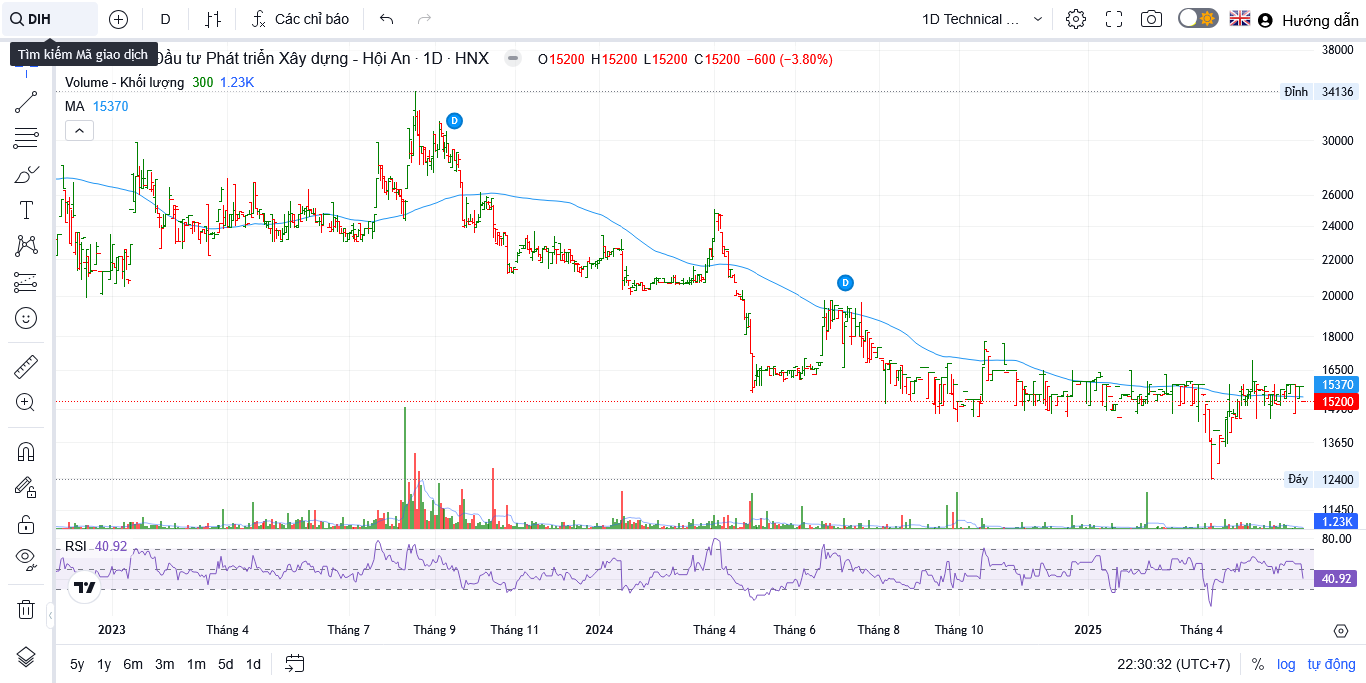 DIH
D
Các chỉ báo
1D Technical ...
Hướng dẫn
Tìm kiếm Mã giao dịch
Đầu tư Phát triển Xây dựng - Hội An · 1D · HNX
O15200 H15200 L15200 C15200 −600 (−3.80%)
Volume - Khối lượng 300 1.23K
MA 15370
D
D
38000
Đỉnh 34136
30000
26000
24000
22000
20000
18000
16500
15370
15200
14900
13650
Đáy 12400
11450
1.23K
RSI 40.92
80.00
40.92
2023
Tháng 4
Tháng 7
Tháng 9
Tháng 11
2024
Tháng 4
Tháng 6
Tháng 8
Tháng 10
2025
Tháng 4
5y 1y 6m 3m 1m 5d 1d
22:30:32 (UTC+7)
% log tự động